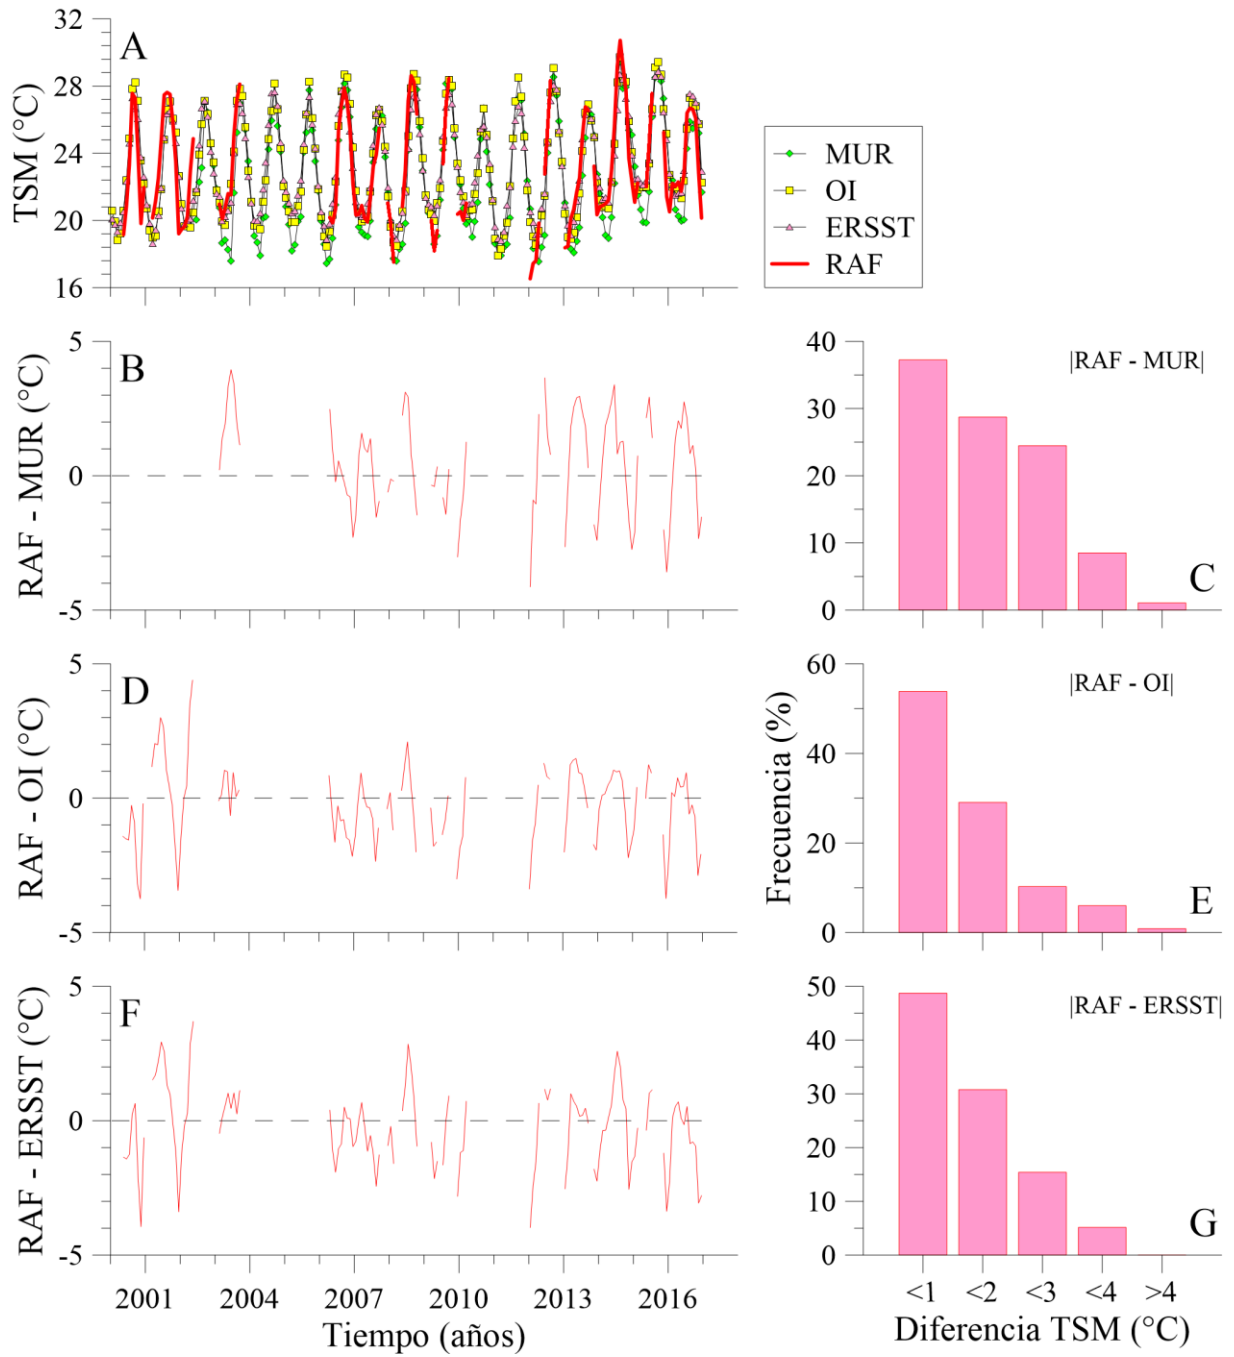 A
TSM (°C)
32
28
24
20
16
MUR
OI
ERSST
RAF
B
RAF - MUR (°C)
5
0
-5
C
|RAF - MUR|
40
30
20
10
0
D
RAF - OI (°C)
5
0
-5
E
|RAF - OI|
Frecuencia (%)
60
40
20
0
F
RAF - ERSST (°C)
5
0
-5
2001 2004 2007 2010 2013 2016
Tiempo (años)
G
|RAF - ERSST|
50
40
30
20
10
0
<1 <2 <3 <4 >4
Diferencia TSM (°C)